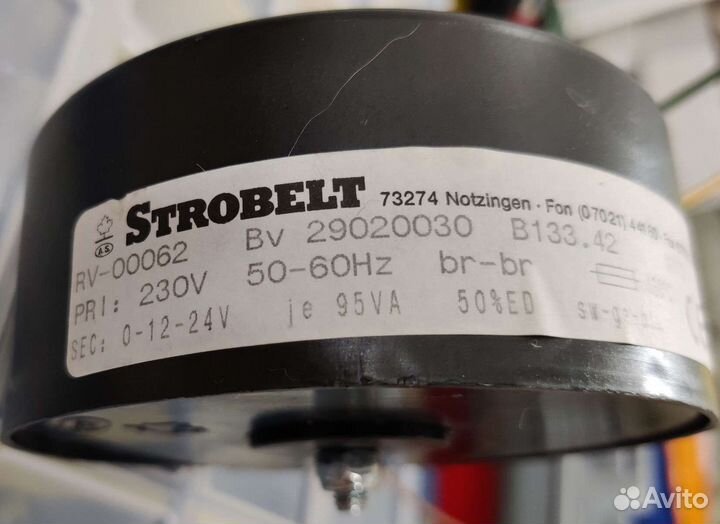 STROBELT 73274 Notzingen · Fon (07021)
A.S.
RV-00062 Bv 29020030 B133.42
PRI: 230V 50-60Hz br-br
SEC: 0-12-24V je 95VA 50%ED
Avito